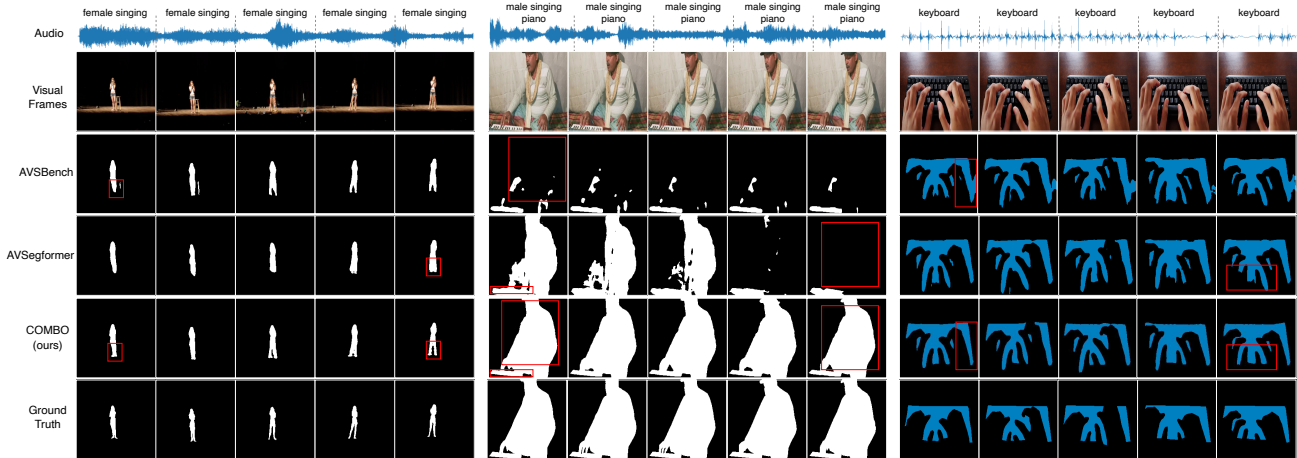 female singing female singing female singing female singing female singing
male singing male singing male singing male singing male singing
piano piano piano piano piano
keyboard keyboard keyboard keyboard keyboard
Audio
Visual
Frames
AVSBench
AVSegformer
COMBO
(ours)
Ground
Truth